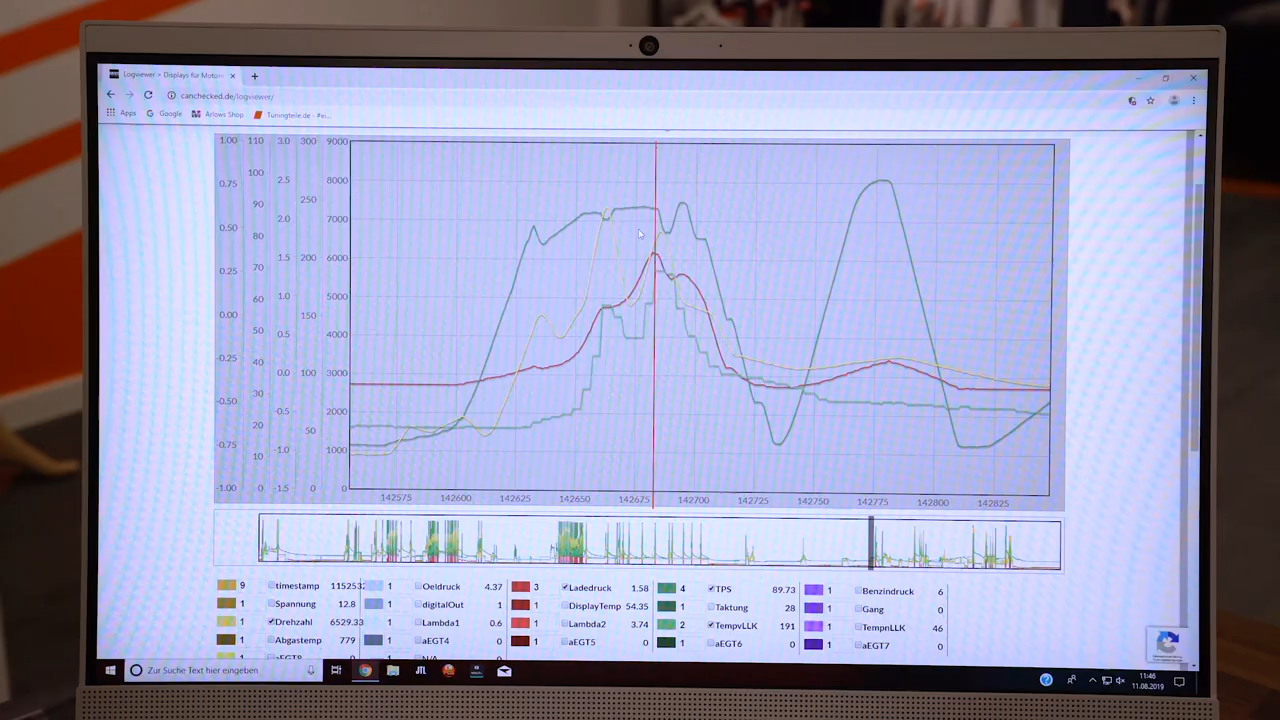 Logviewer > Displays für Motors
canchecked.de/logviewer/
Apps Google Arlows Shop Tuningteile.de - #ei...
1.00 110 3.0 300 9000
100
0.75 2.5 8000
90 250
2.0 7000
0.50 80
1.5 200 6000
0.25 70
60 1.0 5000
0.00 150
50 0.5 4000
-0.25 40
0.0 100 3000
-0.50 30
-0.5 2000
20 50
-0.75 -1.0 1000
10
-1.00 0 -1.5 0 0
142575 142600 142625 142650 142675 142700 142725 142750 142775 142800 142825
9 timestamp 1152532 1 Oeldruck 4.37 3 Ladedruck 1.58 4 TPS 89.73 1 Benzindruck 6
1 Spannung 12.8 1 digitalOut 1 1 DisplayTemp 54.35 1 Taktung 28 1 Gang 0
1 Drehzahl 6529.33 1 Lambda1 0.6 1 Lambda2 3.74 2 TempvLLK 191 1 TempnLLK 46
1 Abgastemp 779 1 aEGT4 0 1 aEGT5 0 1 aEGT6 0 1 aEGT7 0
1 aEGT8 0 N/A
Zur Suche Text hier eingeben
11:46
11.08.2019